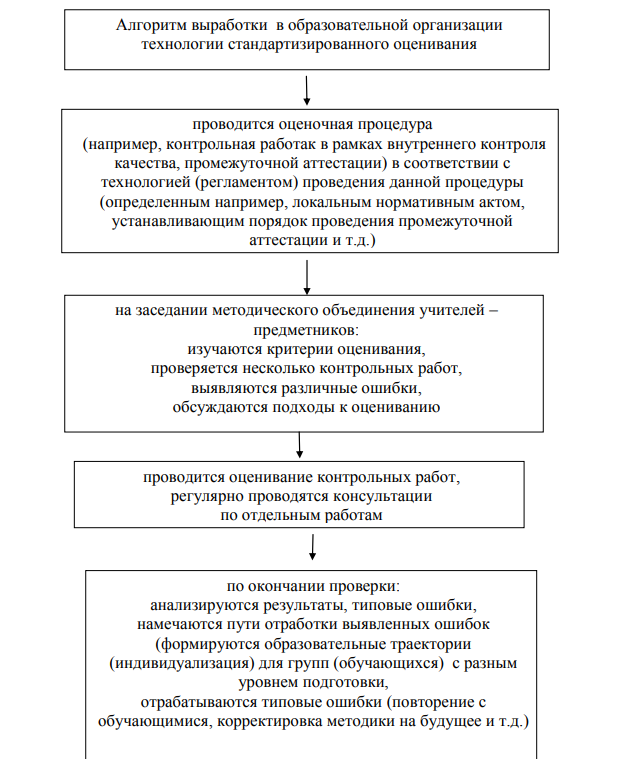 Алгоритм выработки в образовательной организации
технологии стандартизированного оценивания
проводится оценочная процедура
(например, контрольная работак в рамках внутреннего контроля
качества, промежуточной аттестации) в соответствии с
технологией (регламентом) проведения данной процедуры
(определенным например, локальным нормативным актом,
устанавливающим порядок проведения промежуточной
аттестации и т.д.)
на заседании методического объединения учителей –
предметников:
изучаются критерии оценивания,
проверяется несколько контрольных работ,
выявляются различные ошибки,
обсуждаются подходы к оцениванию
проводится оценивание контрольных работ,
регулярно проводятся консультации
по отдельным работам
по окончании проверки:
анализируются результаты, типовые ошибки,
намечаются пути отработки выявленных ошибок
(формируются образовательные траектории
(индивидуализация) для групп (обучающихся) с разным
уровнем подготовки,
отрабатываются типовые ошибки (повторение с
обучающимися, корректировка методики на будущее и т.д.)